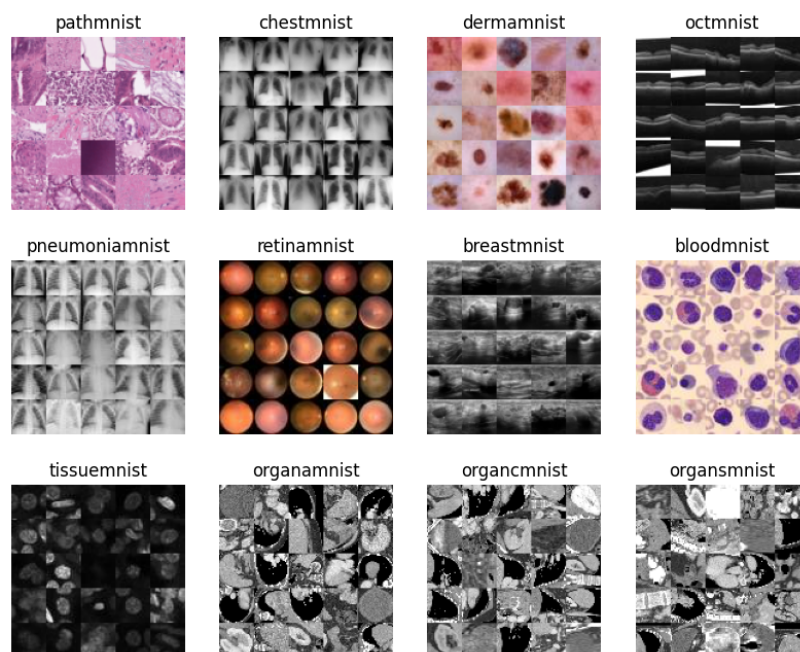 pathmnist
chestmnist
dermamnist
octmnist
pneumoniamnist
retinamnist
breastmnist
bloodmnist
tissuemnist
organamnist
organcmnist
organsmnist